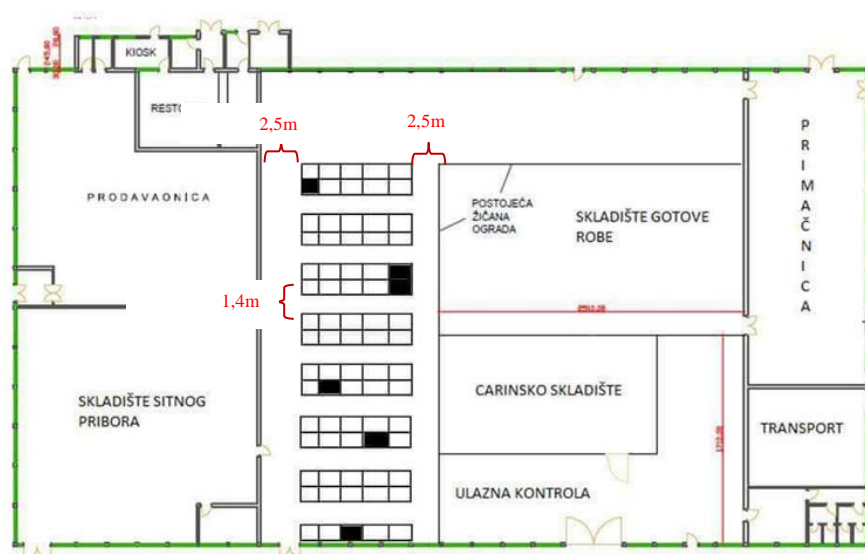 KIOSK
RESTO
2,5m
2,5m
PRODAVAONICA
POSTOJEĆA
ŽIČANA
OGRADA
SKLADIŠTE GOTOVE
ROBE
PRIMAČNICA
1,4m
SKLADIŠTE SITNOG
PRIBORA
CARINSKO SKLADIŠTE
TRANSPORT
ULAZNA KONTROLA